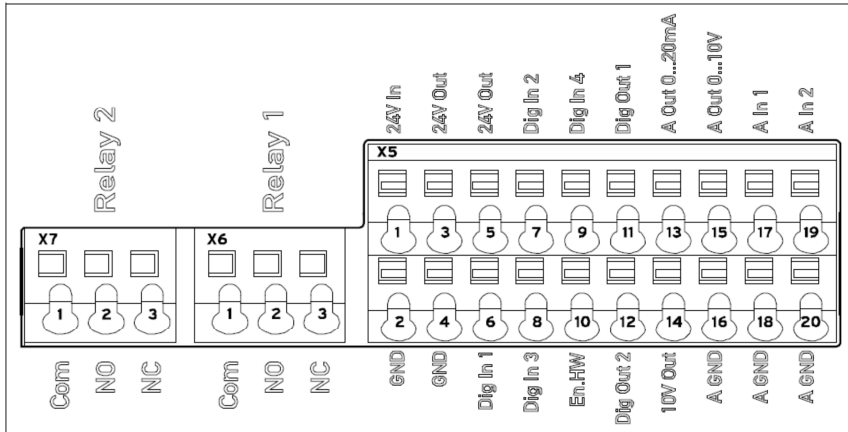 24V In
24V Out
24V Out
Dig In 2
Dig In 4
Dig Out 1
A Out 0...20mA
A Out 0...10V
A In 1
A In 2
Relay 2
Relay 1
X5
1 3 5 7 9 11 13 15 17 19
X7
X6
1 2 3
1 2 3
2 4 6 8 10 12 14 16 18 20
Com
NO
NC
Com
NO
NC
GND
GND
Dig In 1
Dig In 3
En.HW
Dig Out 2
10V Out
A GND
A GND
A GND